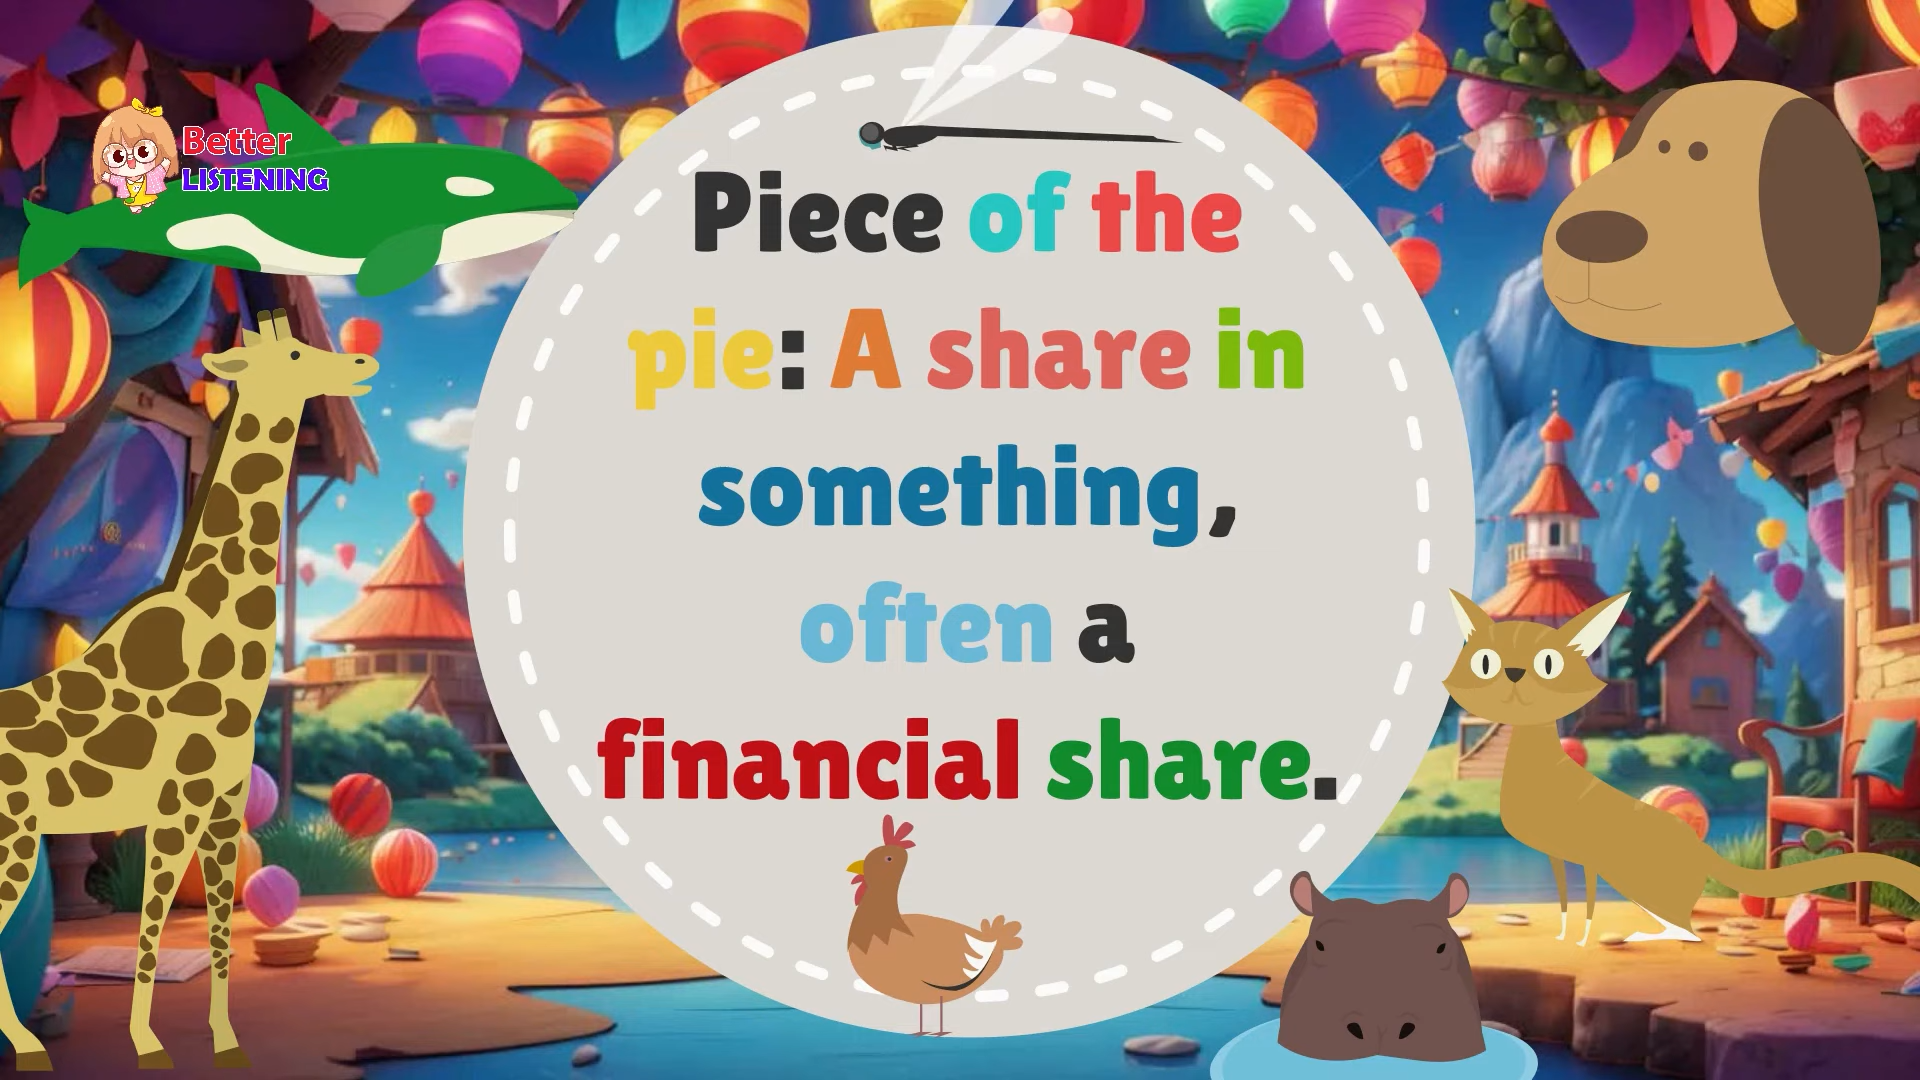 Better
LISTENING
Piece of the
pie: A share in
something,
often a
financial share.